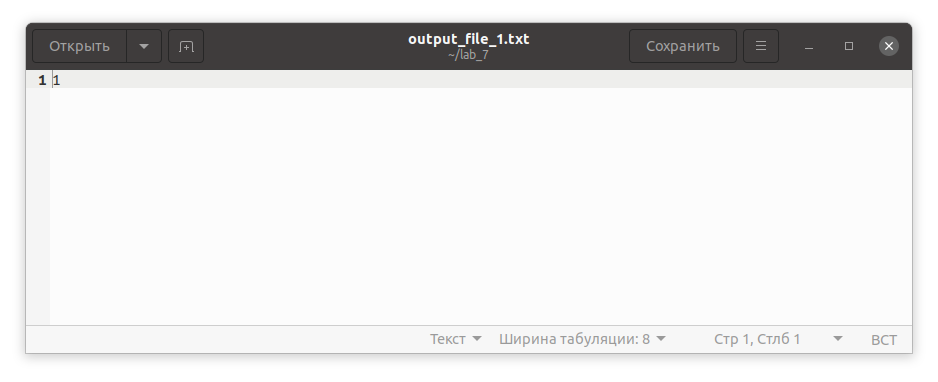 Открыть
output_file_1.txt
~/lab_7
Сохранить
1 1
Текст Ширина табуляции: 8 Стр 1, Стлб 1 ВСТ